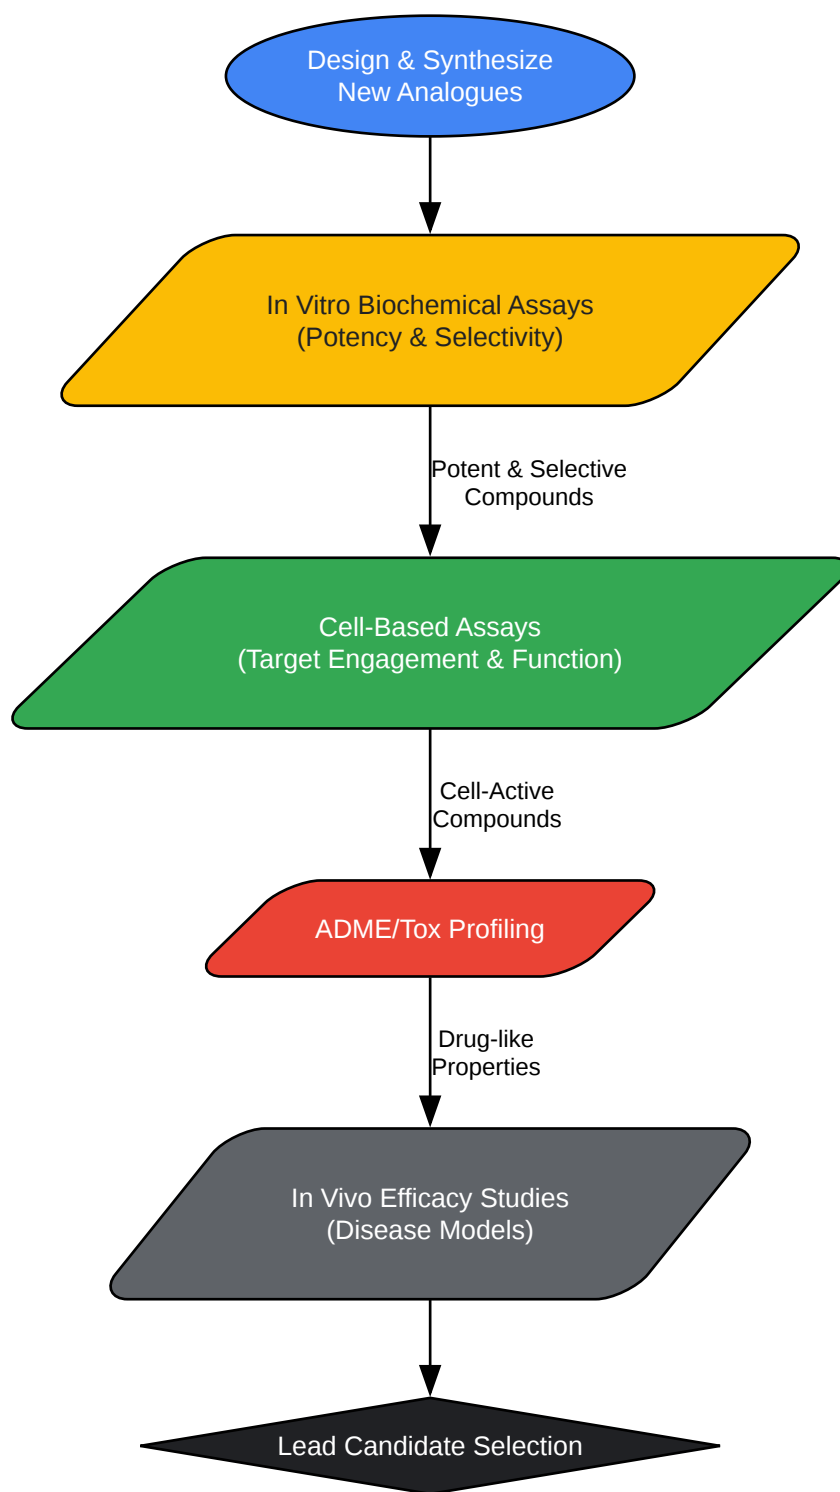 Design & Synthesize
New Analogues
In Vitro Biochemical Assays
(Potency & Selectivity)
Potent & Selective
Compounds
Cell-Based Assays
(Target Engagement & Function)
Cell-Active
Compounds
ADME/Tox Profiling
Drug-like
Properties
In Vivo Efficacy Studies
(Disease Models)
Lead Candidate Selection